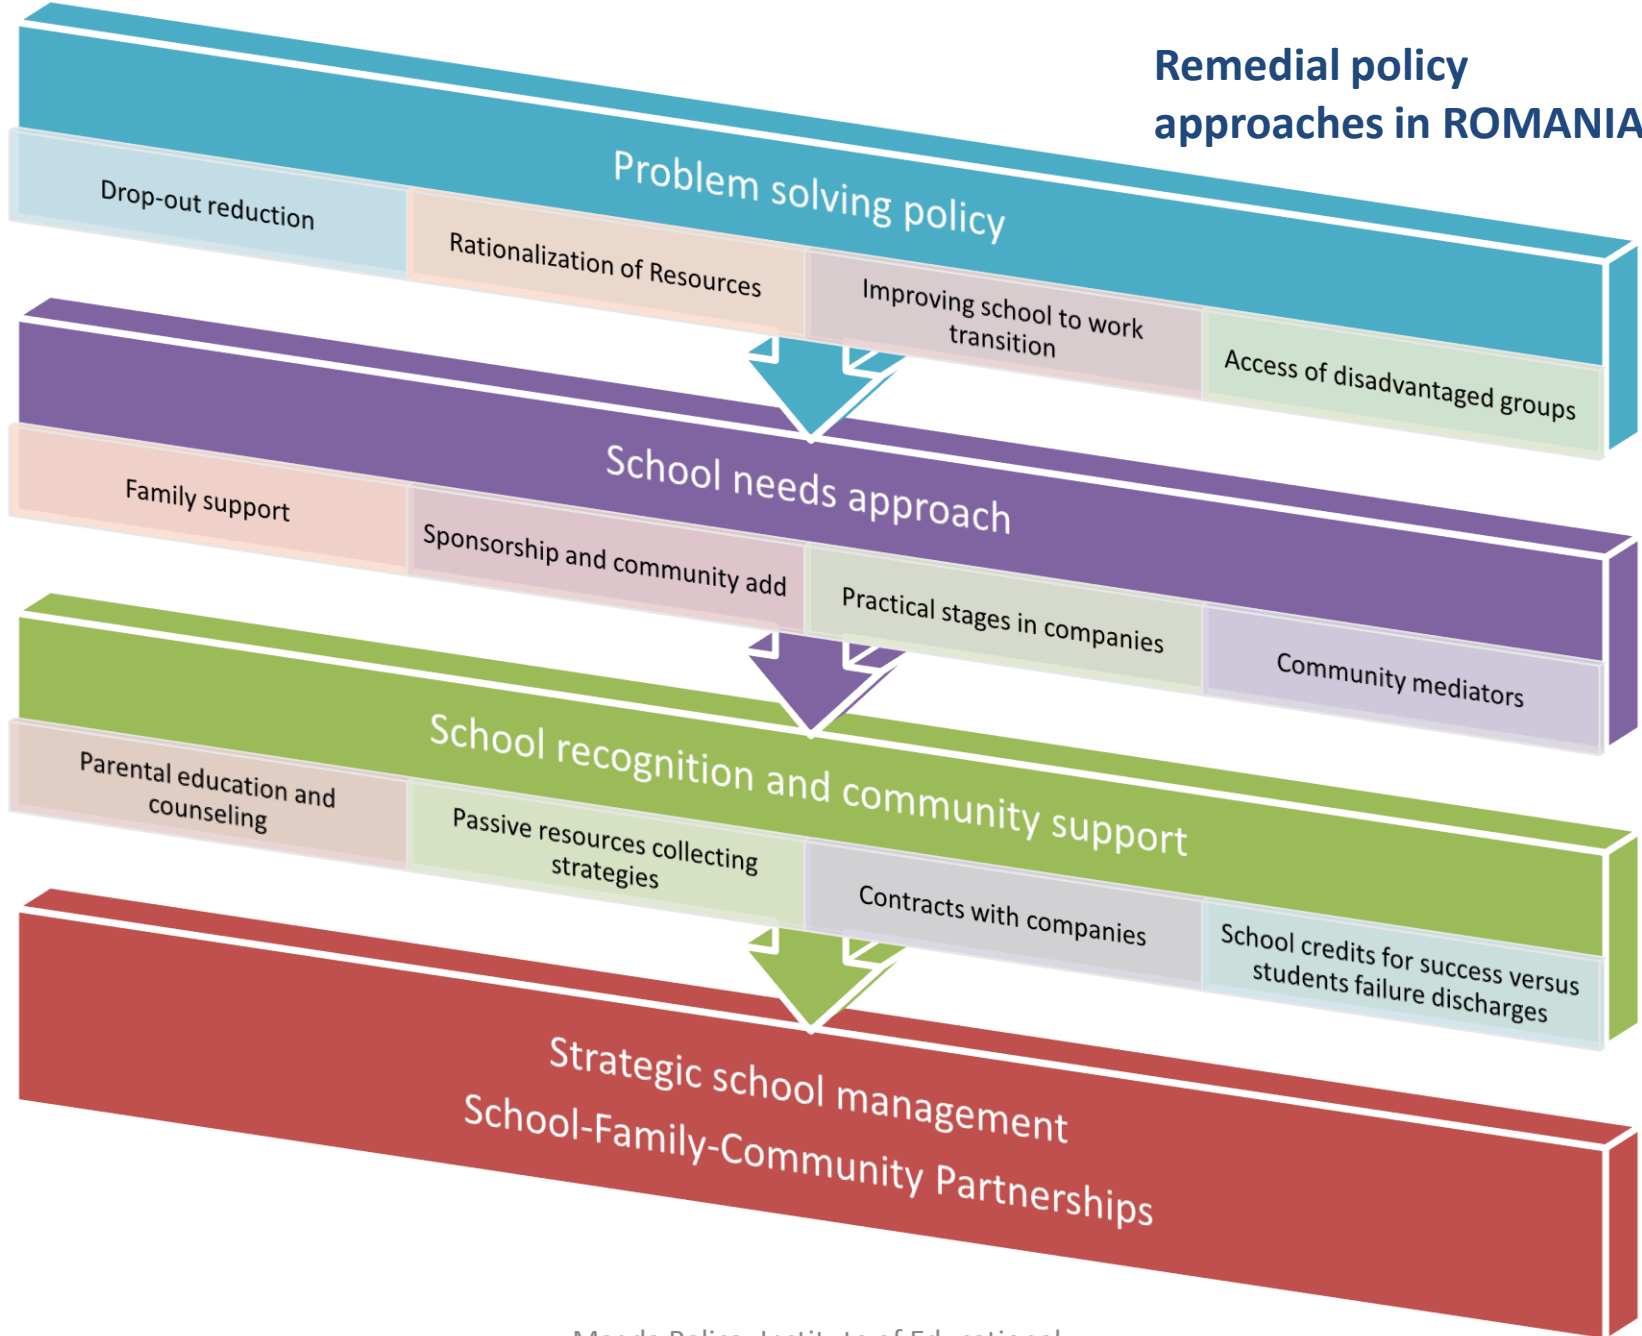 Remedial policy
approaches in ROMANIA
Problem solving policy
Drop-out reduction
Rationalization of Resources
Improving school to work
transition
Access of disadvantaged groups
School needs approach
Family support
Sponsorship and community add
Practical stages in companies
Community mediators
School recognition and community support
Parental education and
counseling
Passive resources collecting
strategies
Contracts with companies
School credits for success versus
students failure discharges
Strategic school management
School-Family-Community Partnerships
Institute of Educational